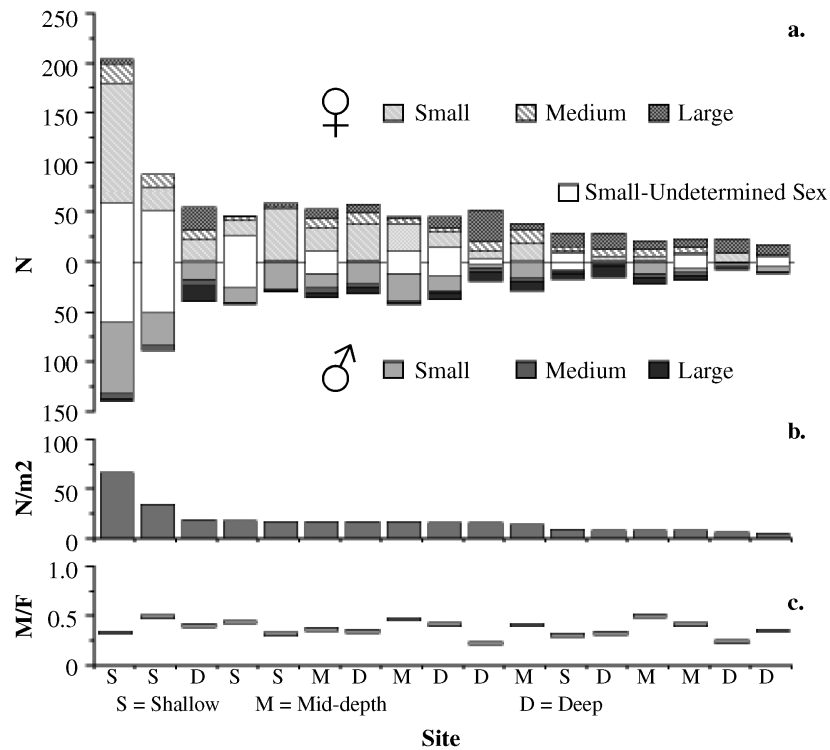 a.
250
200
150
100
50
0
50
100
150
N
♀ Small Medium Large
Small-Undetermined Sex
♂ Small Medium Large
b.
100
50
0
N/m2
c.
1.0
0.5
0
M/F
S S D S S M D M D D M S D M M D D
S = Shallow M = Mid-depth D = Deep
Site